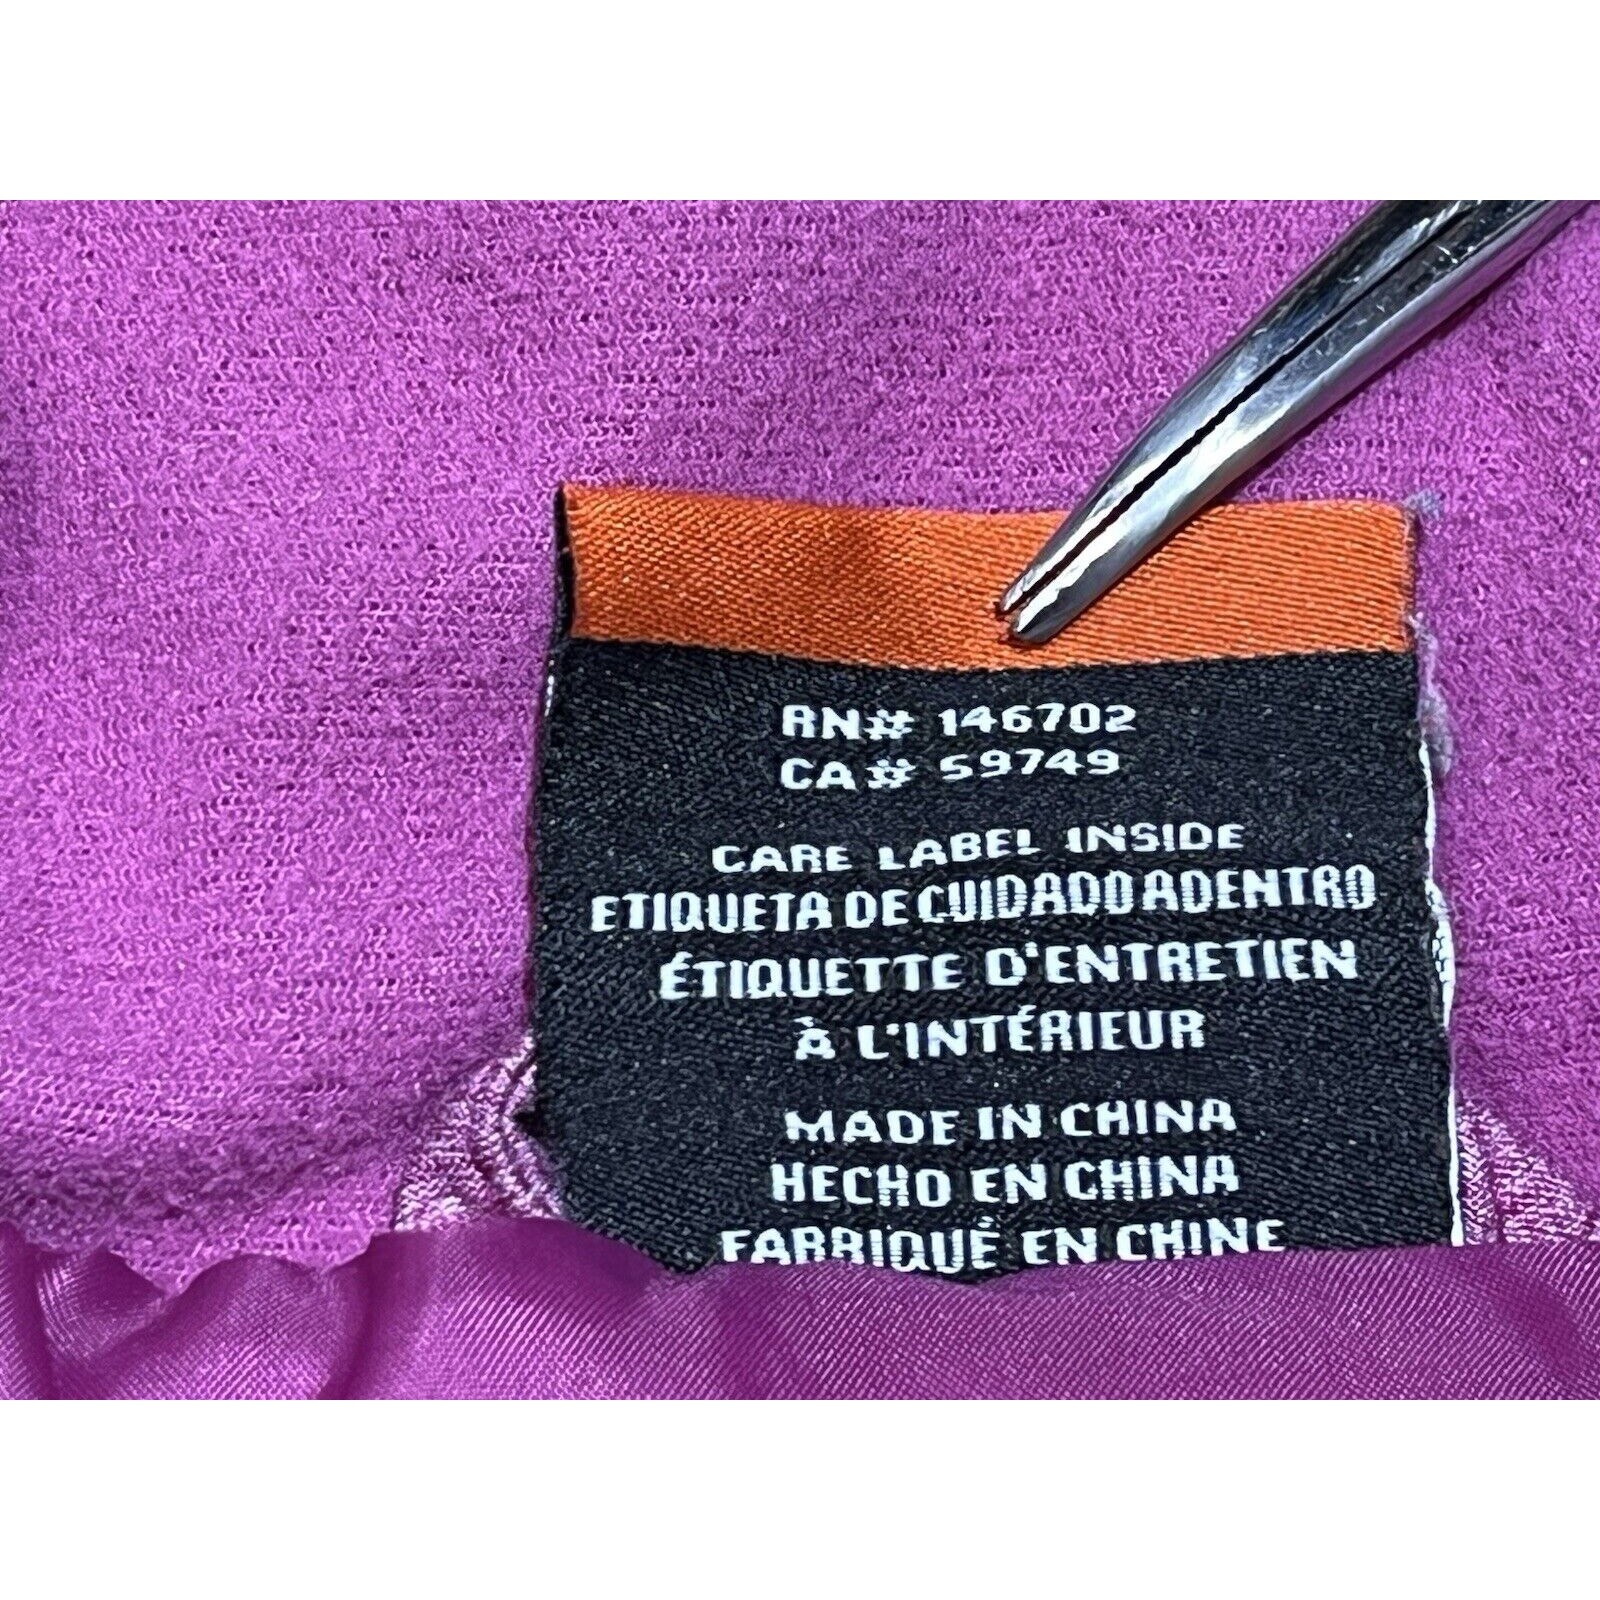 RN# 146702
CA# 59749
CARE LABEL INSIDE
ETIQUETA DE CUIDADO ADENTRO
ÉTIQUETTE D'ENTRETIEN
À L'INTÉRIEUR
MADE IN CHINA
HECHO EN CHINA
FABRIQUÈ EN CHINE